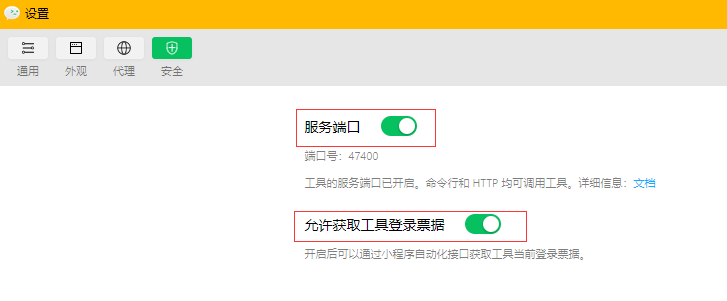 设置
通用 外观 代理 安全
服务端口
端口号：47400
工具的服务端口已开启。命令行和 HTTP 均可调用工具。详细信息：文档
允许获取工具登录票据
开启后可以通过小程序自动化接口获取工具当前登录票据。